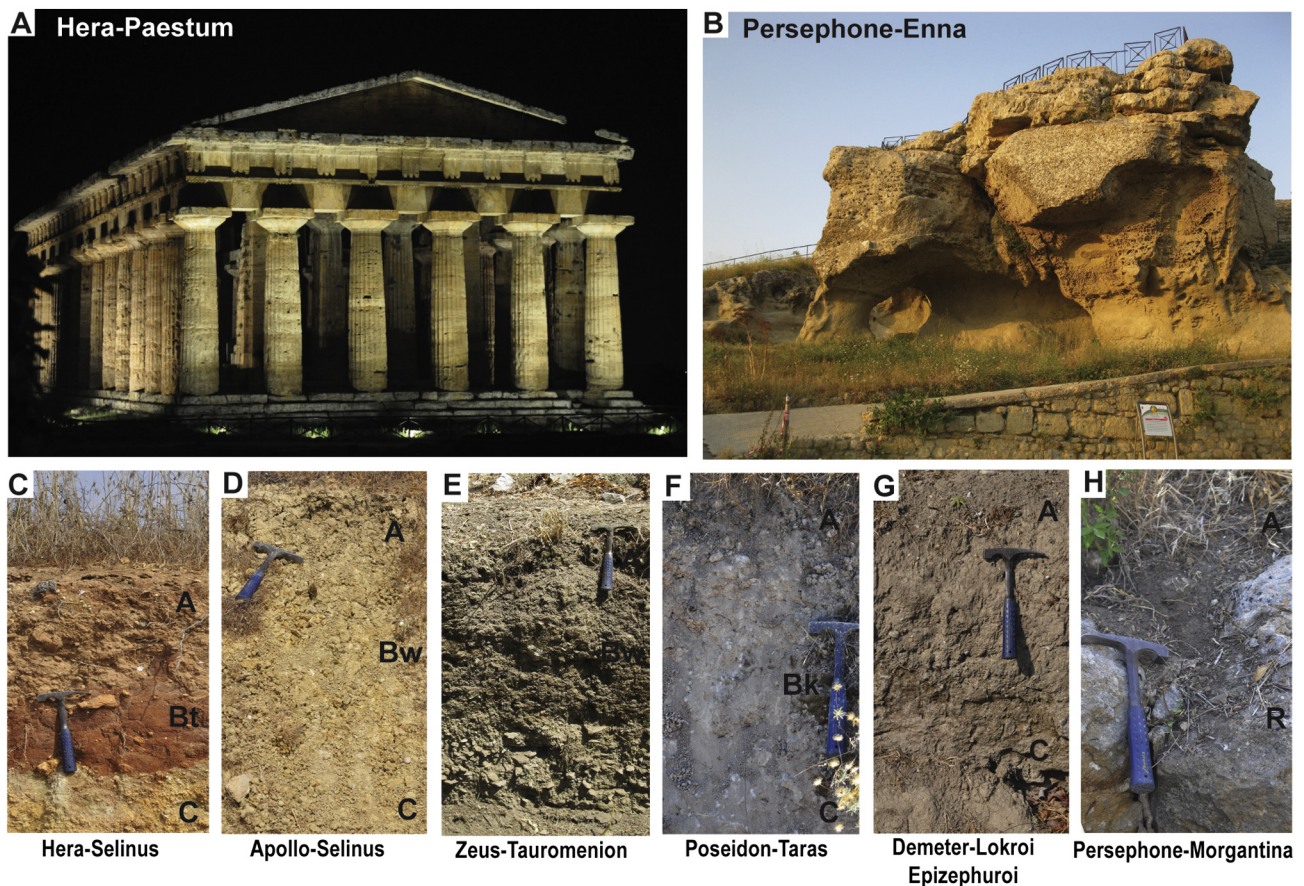 A Hera-Paestum
B Persephone-Enna
C
A
Bt
C
Hera-Selinus
D
A
Bw
C
Apollo-Selinus
E
Bw
Zeus-Tauromenion
F
A
Bk
C
Poseidon-Taras
G
A
C
Demeter-Lokroi
Epizephuroi
H
A
R
Persephone-Morgantina